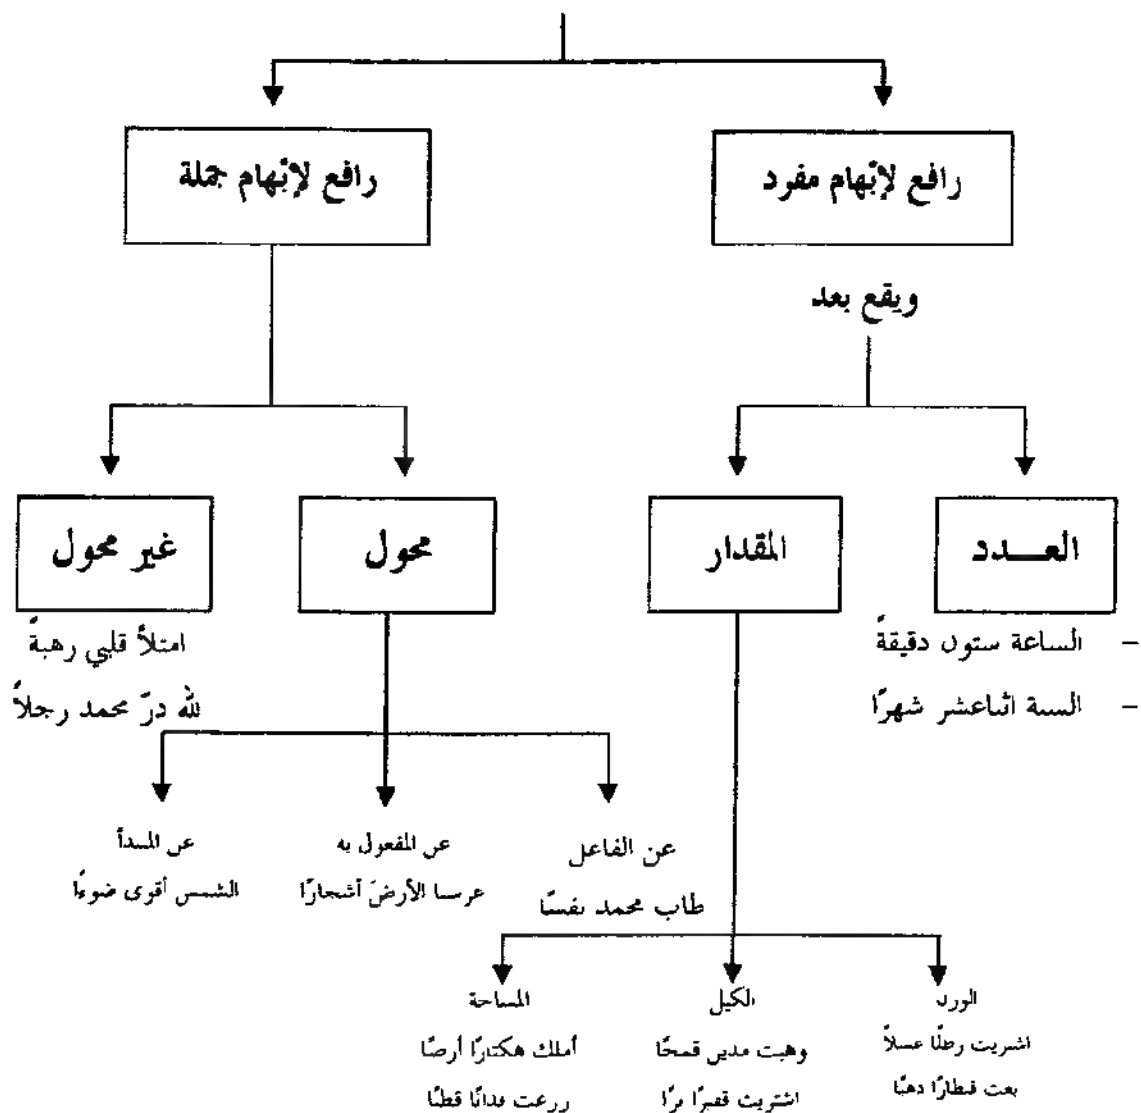 رافع لإبهام مفرد
رافع لإبهام جملة
ويقع بعد
العـــدد
المقدار
محول
غير محول
– الساعة ستون دقيقةً
– السنة اثناعشر شهرًا
امتلأ قلبي رهبةً
لله درّ محمد رجلاً
عن الفاعل
طاب محمد نفسًا
عن المفعول به
غرسنا الأرضَ أشجارًا
عن المبتدأ
الشمس أقوى ضوءًا
الوزن
اشتريت رطلًا عسلاً
بعت قنطارًا ذهبًا
الكيل
وهبت مدين قمحًا
اشتريت قفيزًا برًا
المساحة
أملك هكتارًا أرضًا
زرعت فدانًا قطنًا